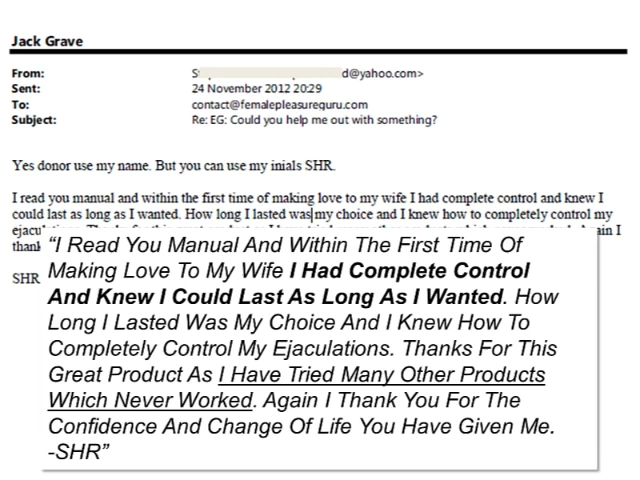 Jack Grave
From: S d@yahoo.com>
Sent: 24 November 2012 20:29
To: contact@femalepleasureguru.com
Subject: Re: EG: Could you help me out with something?
Yes donor use my name. But you can use my inials SHR.
I read you manual and within the first time of making love to my wife I had complete control and knew I
could last as long as I wanted. How long I lasted was my choice and I knew how to completely control my
thank
SHR
“I Read You Manual And Within The First Time Of
Making Love To My Wife I Had Complete Control
And Knew I Could Last As Long As I Wanted. How
Long I Lasted Was My Choice And I Knew How To
Completely Control My Ejaculations. Thanks For This
Great Product As I Have Tried Many Other Products
Which Never Worked. Again I Thank You For The
Confidence And Change Of Life You Have Given Me.
-SHR”